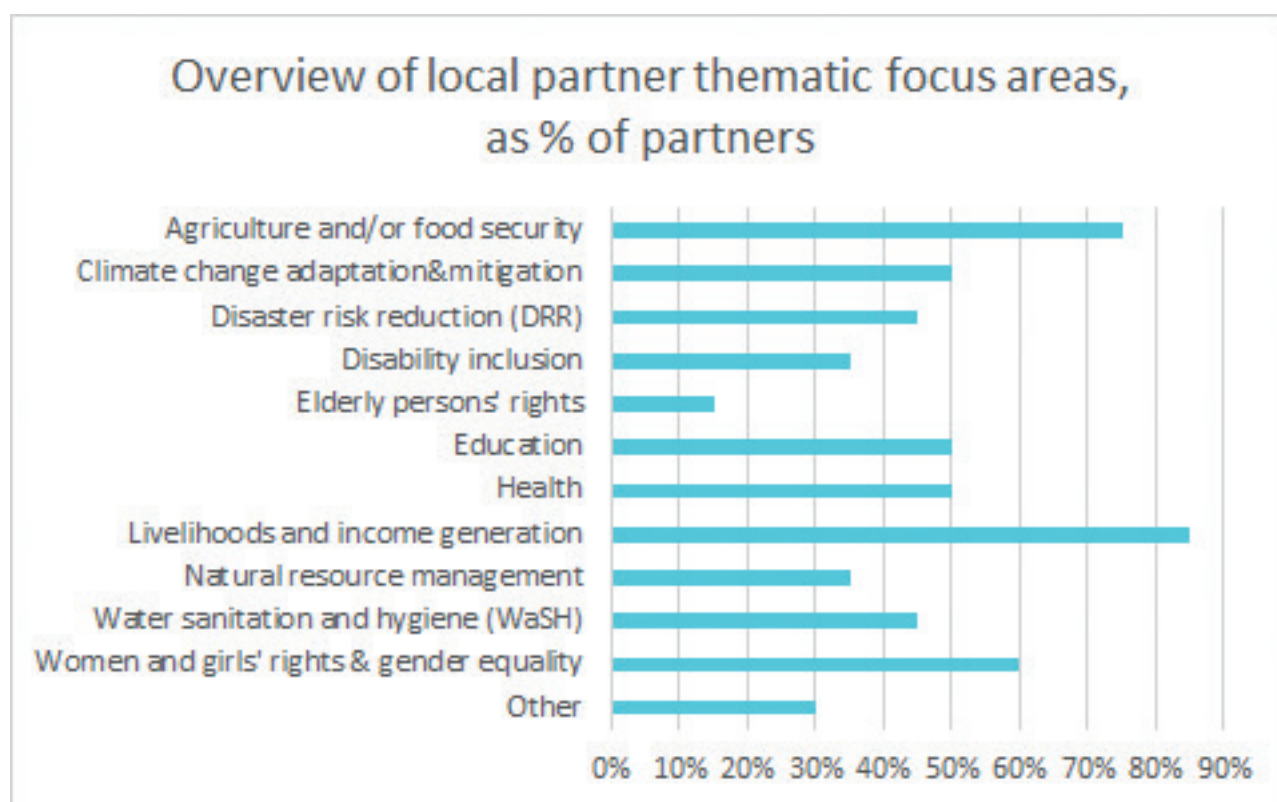 Overview of local partner thematic focus areas,
as % of partners
Agriculture and/or food security
Climate change adaptation&mitigation
Disaster risk reduction (DRR)
Disability inclusion
Elderly persons' rights
Education
Health
Livelihoods and income generation
Natural resource management
Water sanitation and hygiene (WaSH)
Women and girls' rights & gender equality
Other
0% 10% 20% 30% 40% 50% 60% 70% 80% 90%